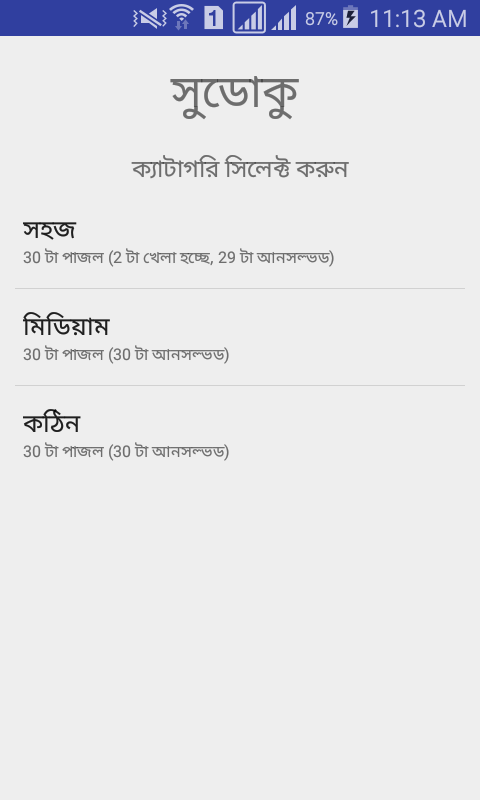 1 87% 11:13 AM
সুডোকু
ক্যাটাগরি সিলেক্ট করুন
সহজ
30 টা পাজল (2 টা খেলা হচ্ছে, 29 টা আনসল্ভড)
মিডিয়াম
30 টা পাজল (30 টা আনসল্ভড)
কঠিন
30 টা পাজল (30 টা আনসল্ভড)